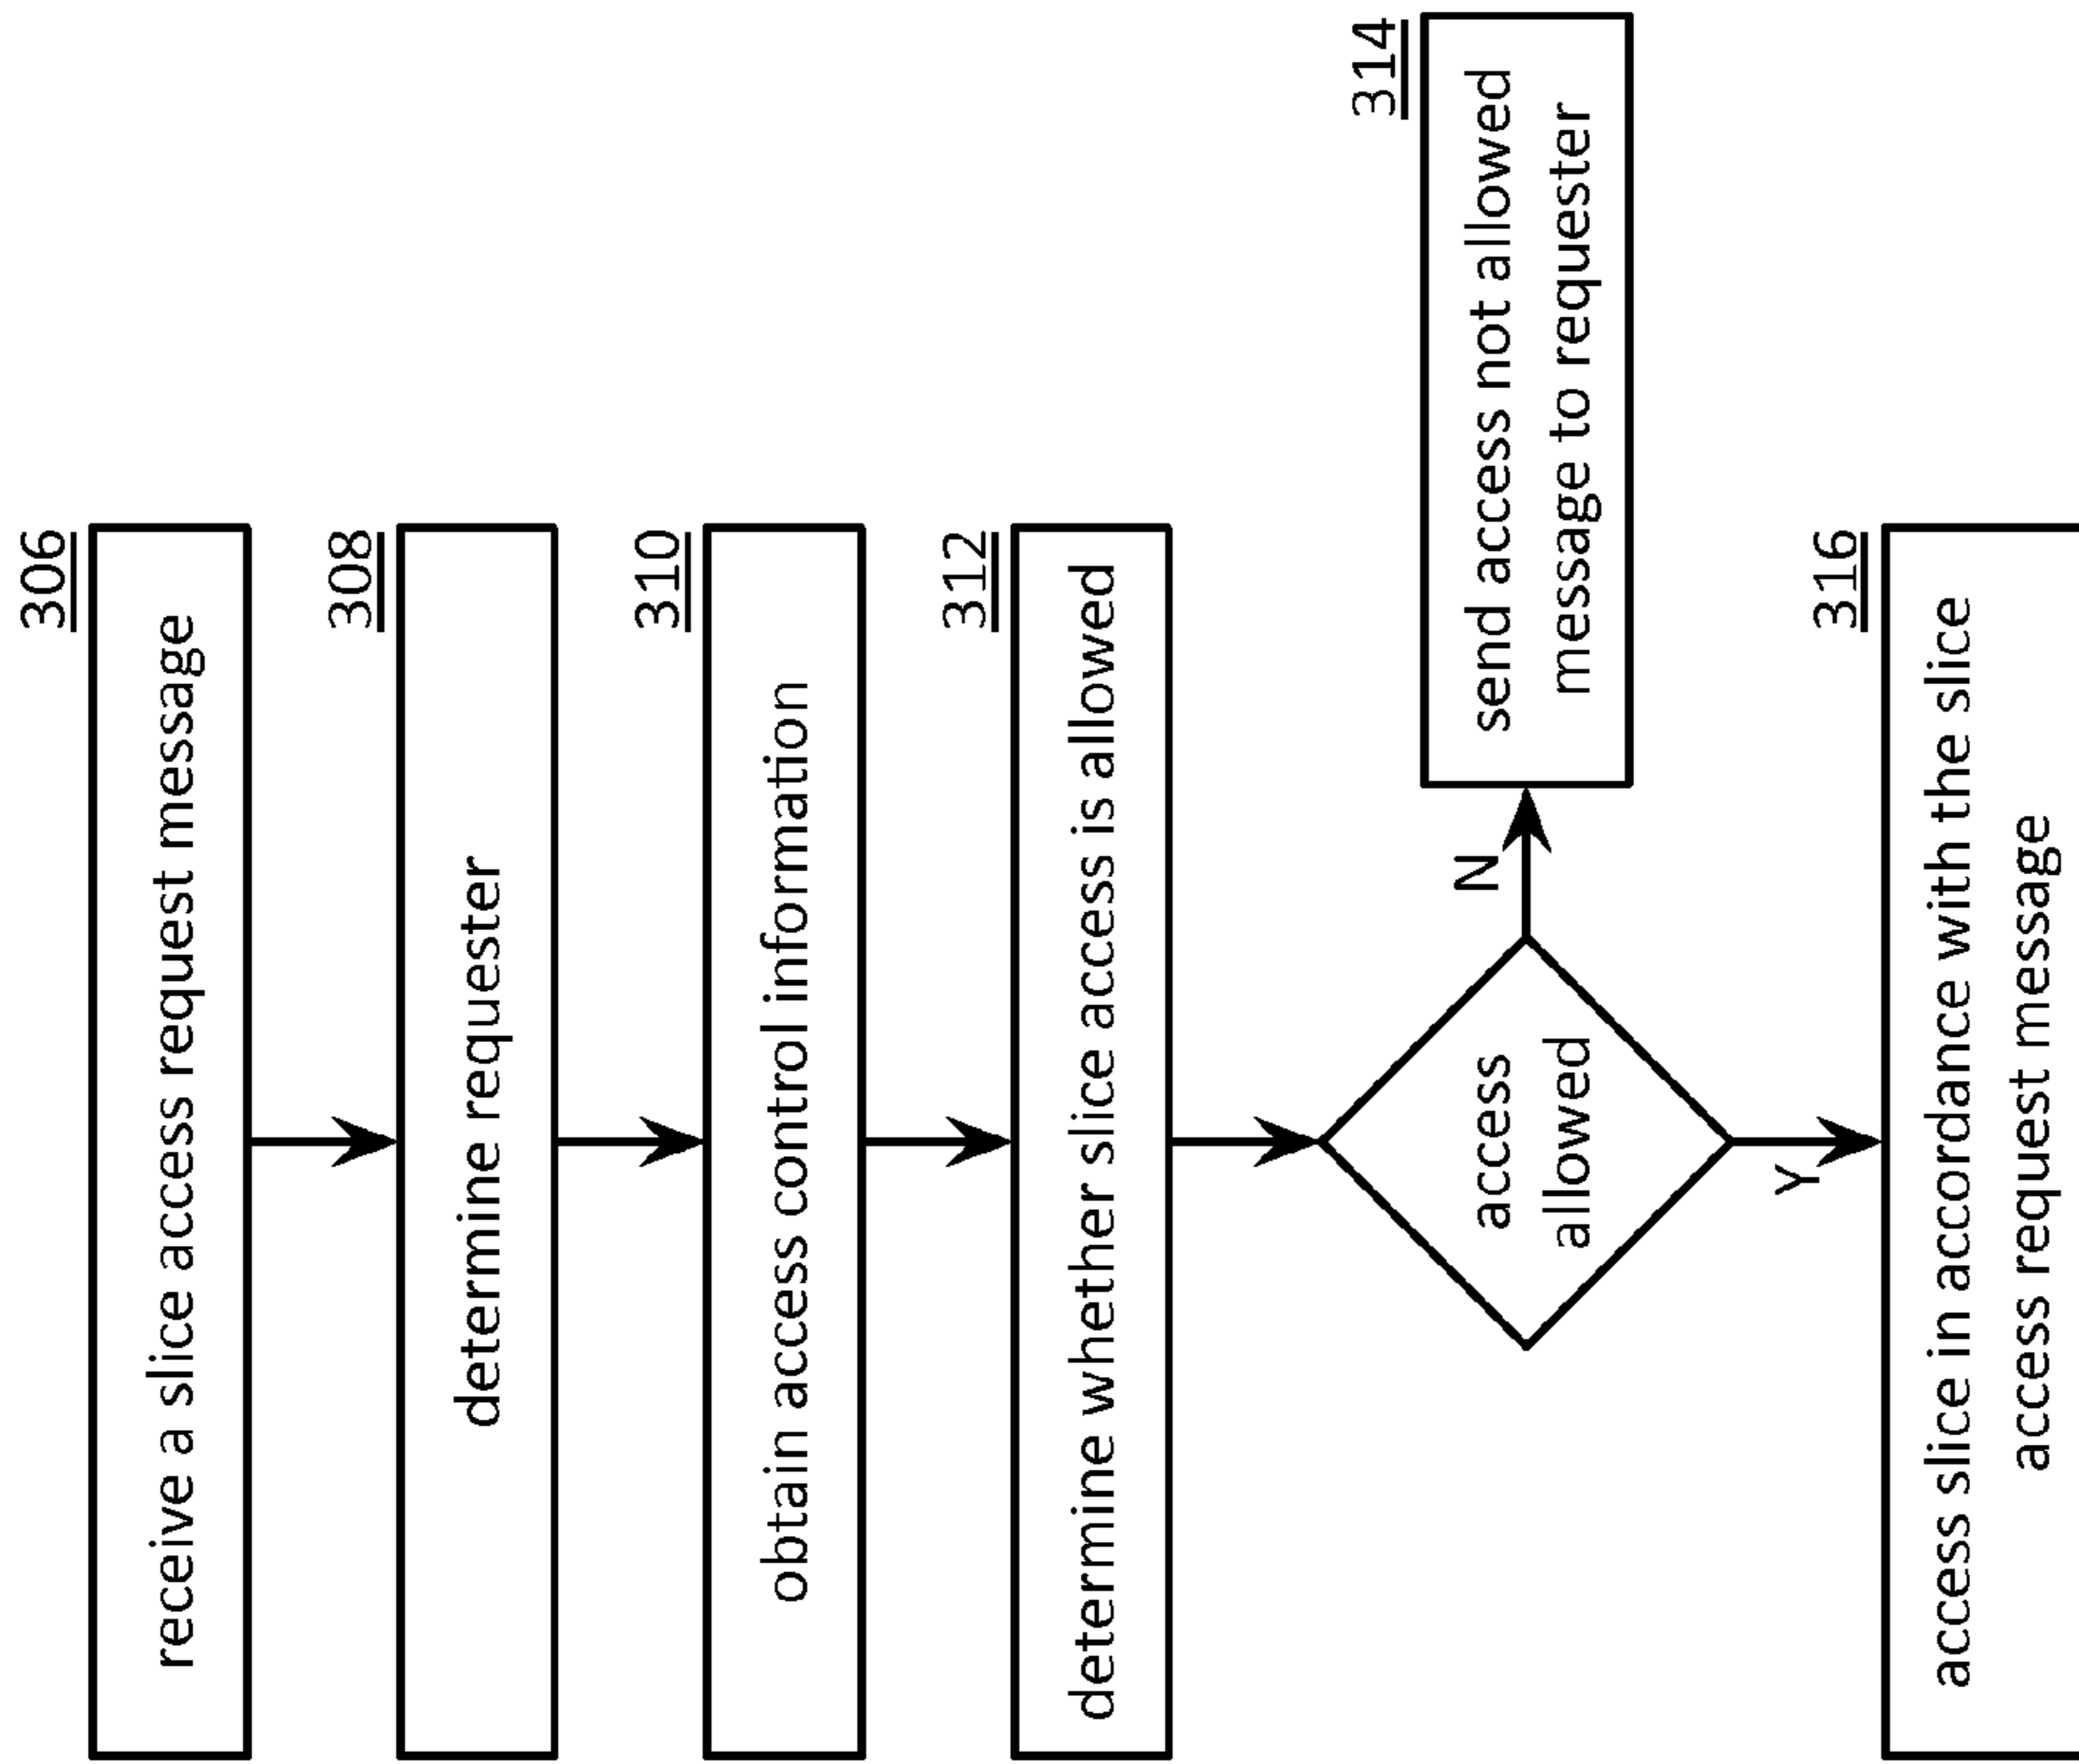 306
receive a slice access request message
308
determine requester
310
obtain access control information
312
determine whether slice access is allowed
access
allowed
N
314
send access not allowed
message to requester
Y
316
access slice in accordance with the slice
access request message